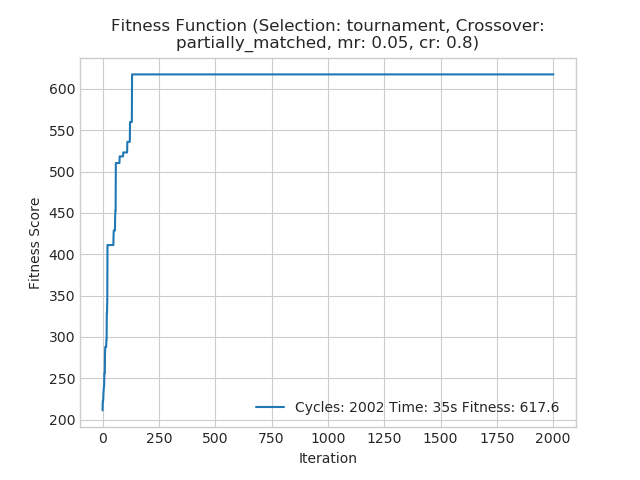 Fitness Function (Selection: tournament, Crossover:
partially_matched, mr: 0.05, cr: 0.8)
600
550
500
450
400
350
300
250
200
Fitness Score
Cycles: 2002 Time: 35s Fitness: 617.6
0 250 500 750 1000 1250 1500 1750 2000
Iteration